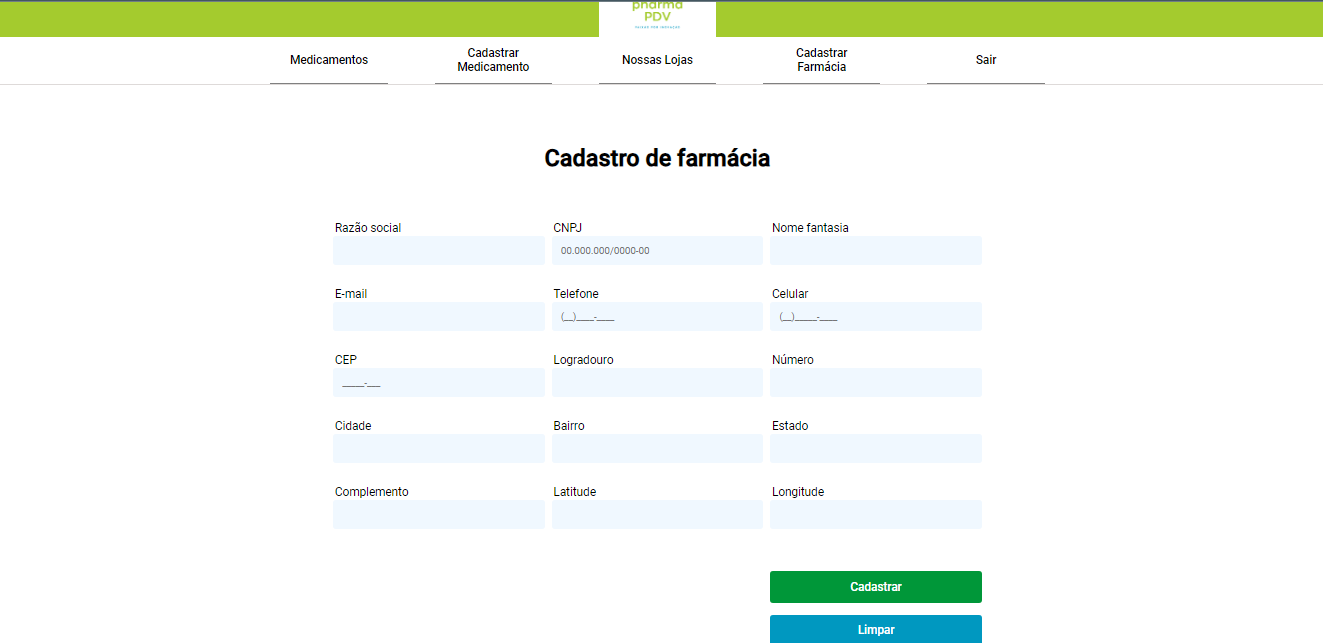 pharma
PDV
Medicamentos
Cadastrar
Medicamento
Nossas Lojas
Cadastrar
Farmácia
Sair
Cadastro de farmácia
Razão social CNPJ Nome fantasia
00.000.000/0000-00
E-mail Telefone Celular
(__)____-____ (__)_____-____
CEP Logradouro Número
_____-___
Cidade Bairro Estado
Complemento Latitude Longitude
Cadastrar
Limpar